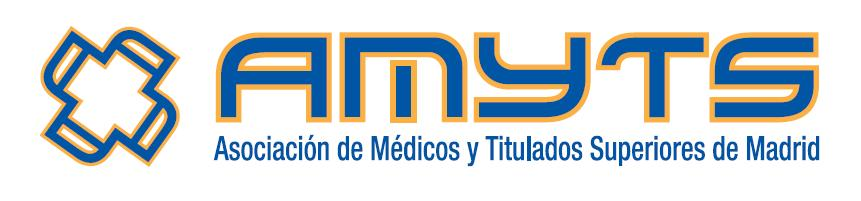 AMYTS
Asociación de Médicos y Titulados Superiores de Madrid